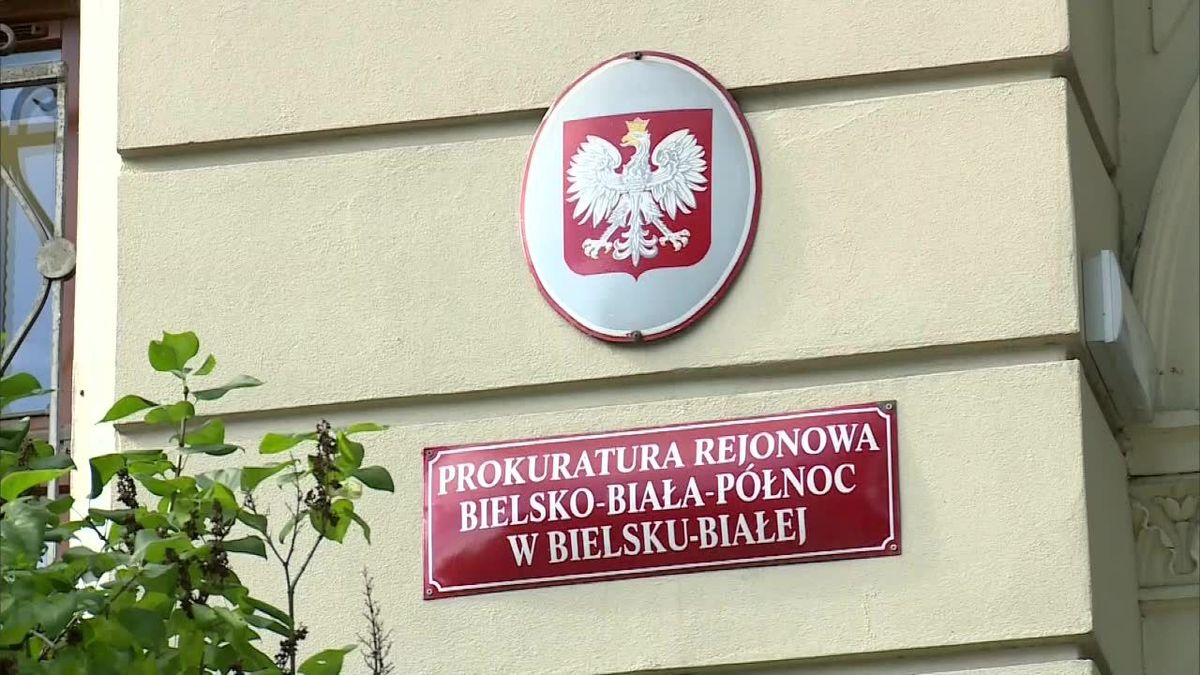 PROKURATURA REJONOWA
BIELSKO-BIAŁA-PÓŁNOC
W BIELSKU-BIAŁEJ